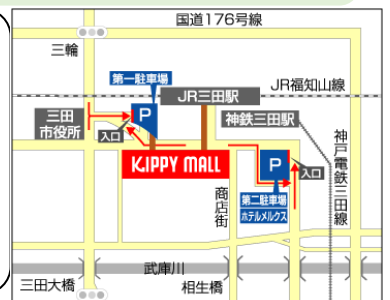 国道176号線
三輪
第一駐車場
JR福知山線
JR三田駅
三田
市役所
P
神鉄三田駅
入口
KIPPY MALL
P
入口
神戸電鉄三田線
第二駐車場
ホテルメルクス
商店街
武庫川
三田大橋
相生橋